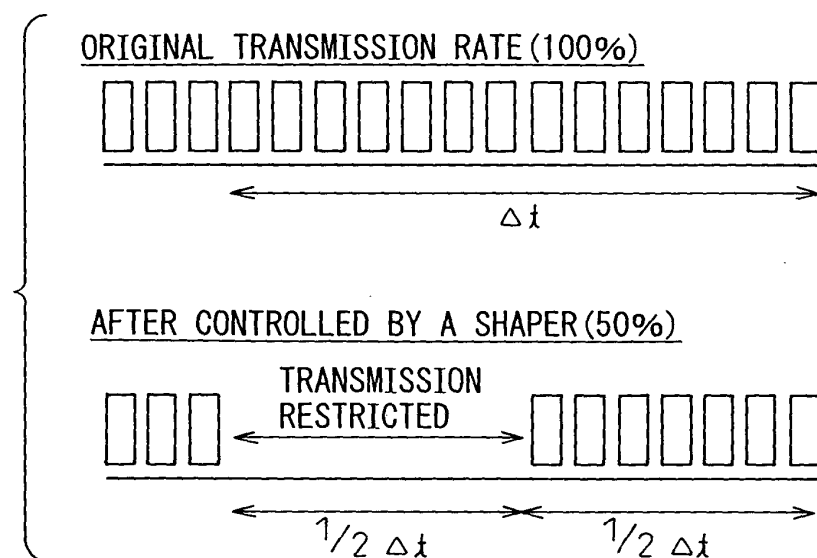 ORIGINAL TRANSMISSION RATE(100%)
Δt
AFTER CONTROLLED BY A SHAPER(50%)
TRANSMISSION
RESTRICTED
1/2 Δt 1/2 Δt